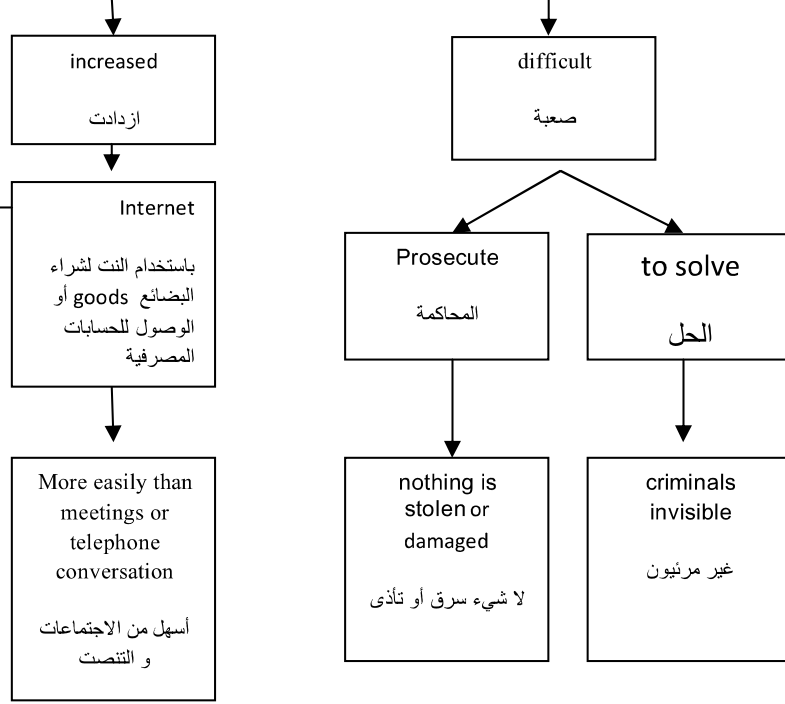 increased
ازدادت
Internet
باستخدام النت لشراء
البضائع goods أو
الوصول للحسابات
المصرفية
More easily than
meetings or
telephone
conversation
أسهل من الاجتماعات
و التنصت
difficult
صعبة
Prosecute
المحاكمة
nothing is
stolen or
damaged
لا شيء سرق أو تأذى
to solve
الحل
criminals
invisible
غير مرئيون